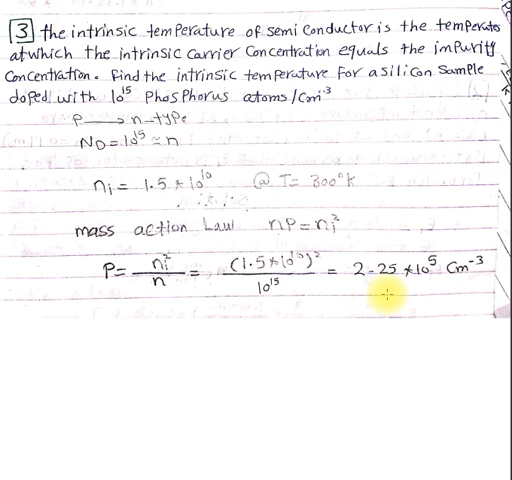 3 the intrinsic temperature of semi conductor is the temperature
at which the intrinsic carrier concentration equals the impurity
concentration. Find the intrinsic temperature for a silicon sample
doped with 10^15 phosphorus atoms/cm^-3
P → n-type
N_D = 10^15 ≈ n
n_i = 1.5 * 10^10 @ T = 300°k
mass action Law np = n_i^2
P = n_i^2 / n = (1.5*10^10)^2 / 10^15 = 2.25 *10^5 cm^-3